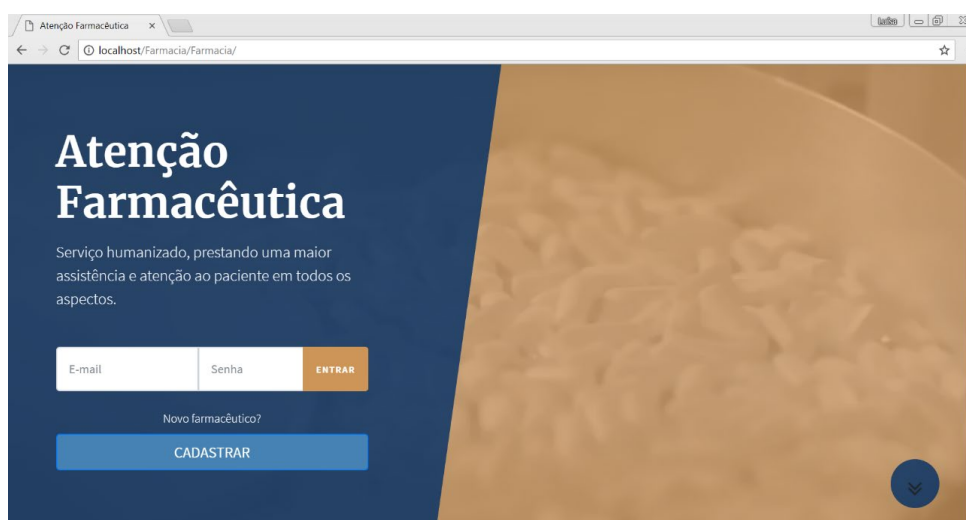 Atenção Farmacêutica
localhost/Farmacia/Farmacia/
Atenção
Farmacêutica
Serviço humanizado, prestando uma maior
assistência e atenção ao paciente em todos os
aspectos.
E-mail Senha ENTRAR
Novo farmacêutico?
CADASTRAR